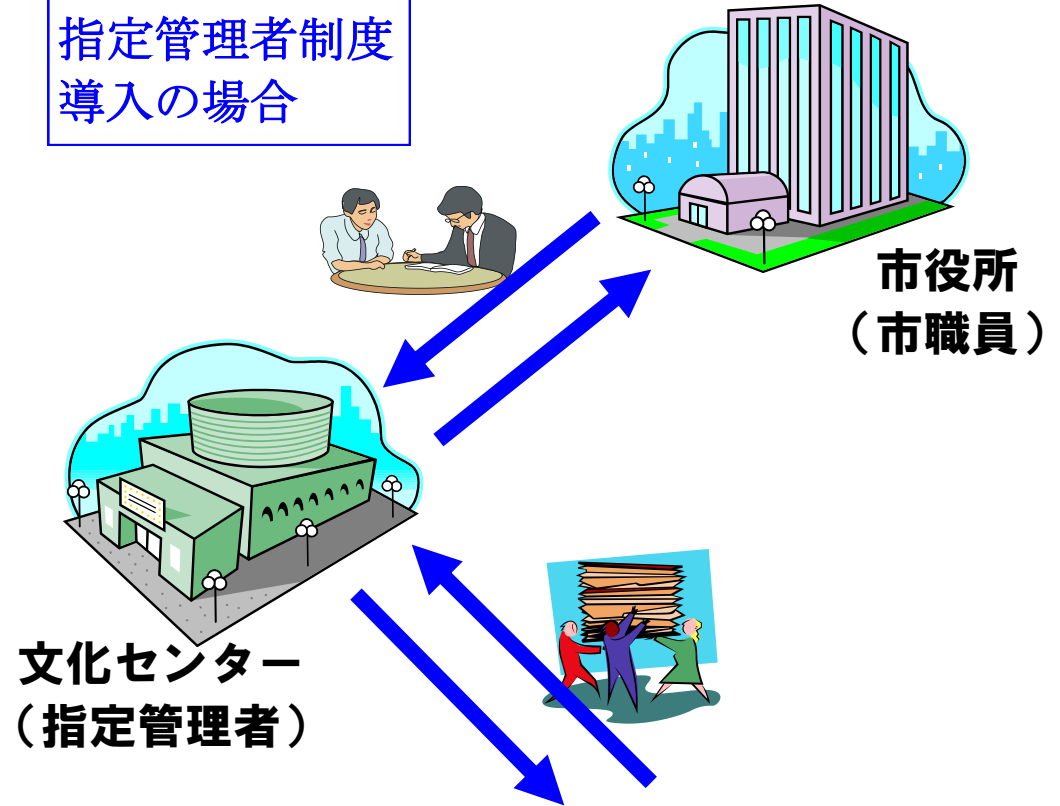 指定管理者制度
導入の場合
市役所
（市職員）
文化センター
（指定管理者）